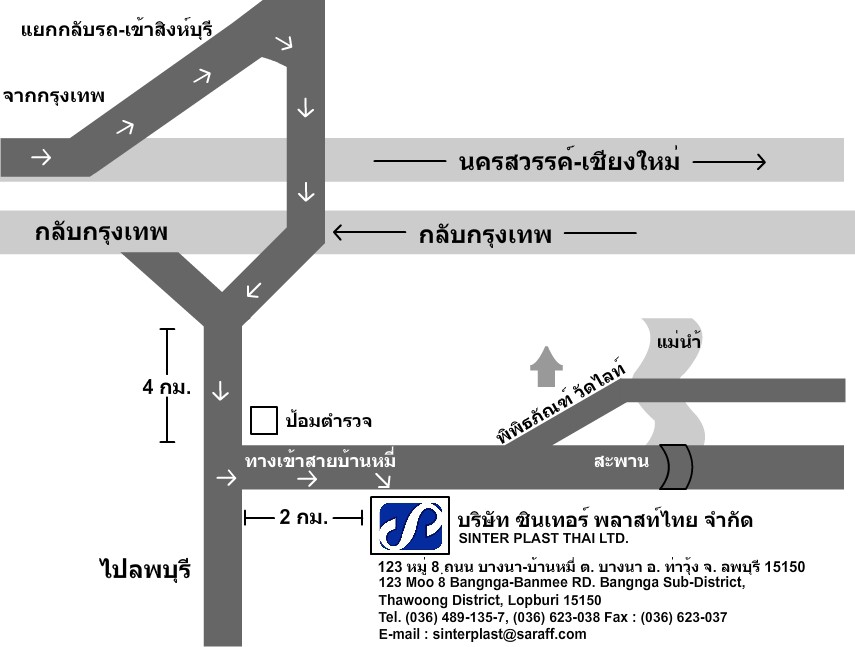 แยกกลับรถ-เข้าสิงห์บุรี
จากกรุงเทพ
นครสวรรค์-เชียงใหม่
กลับกรุงเทพ
กลับกรุงเทพ
แม่น้ำ
4 กม.
พิพิธภัณฑ์ วัดไลท์
ป้อมตำรวจ
ทางเข้าสายบ้านหมี่
สะพาน
2 กม.
บริษัท ซินเทอร์ พลาสท์ไทย จำกัด
SINTER PLAST THAI LTD.
ไปลพบุรี
123 หมู่ 8 ถนน บางนา-บ้านหมี่ ต. บางนา อ. ท่าวุ้ง จ. ลพบุรี 15150
123 Moo 8 Bangnga-Banmee RD. Bangnga Sub-District,
Thawoong District, Lopburi 15150
Tel. (036) 489-135-7, (036) 623-038 Fax : (036) 623-037
E-mail : sinterplast@saraff.com